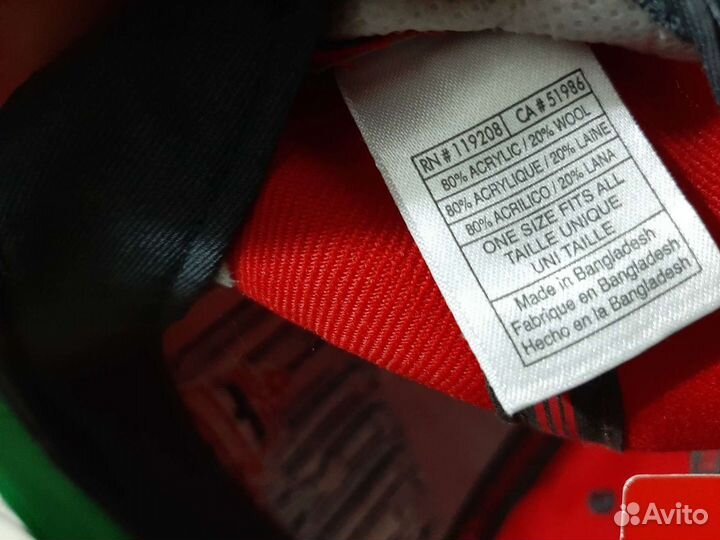 RN # 119208 CA # 51986
80% ACRYLIC / 20% WOOL
80% ACRYLIQUE / 20% LAINE
80% ACRILICO / 20% LANA
ONE SIZE FITS ALL
TAILLE UNIQUE
UNI TAILLE
Made in Bangladesh
Fabrique en Bangladesh
Hecho en la Bangladesh
Avito